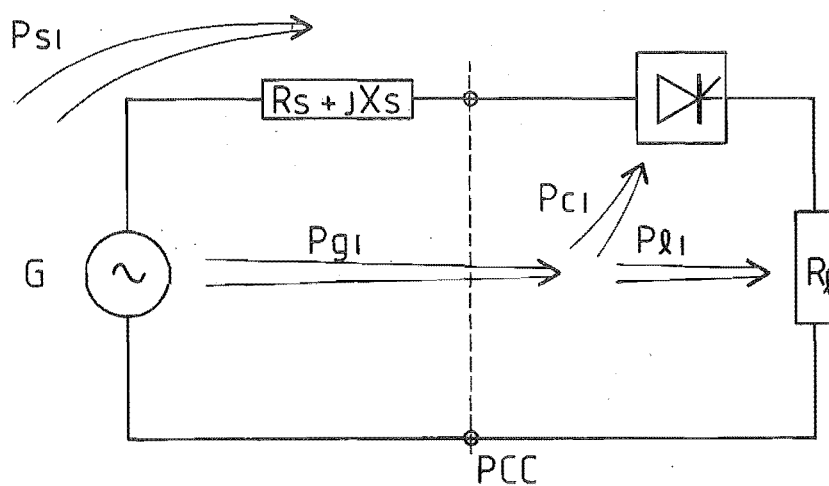 Ps1
Rs + jXs
Pc1
Pg1
Pℓ1
G
Rℓ
PCC